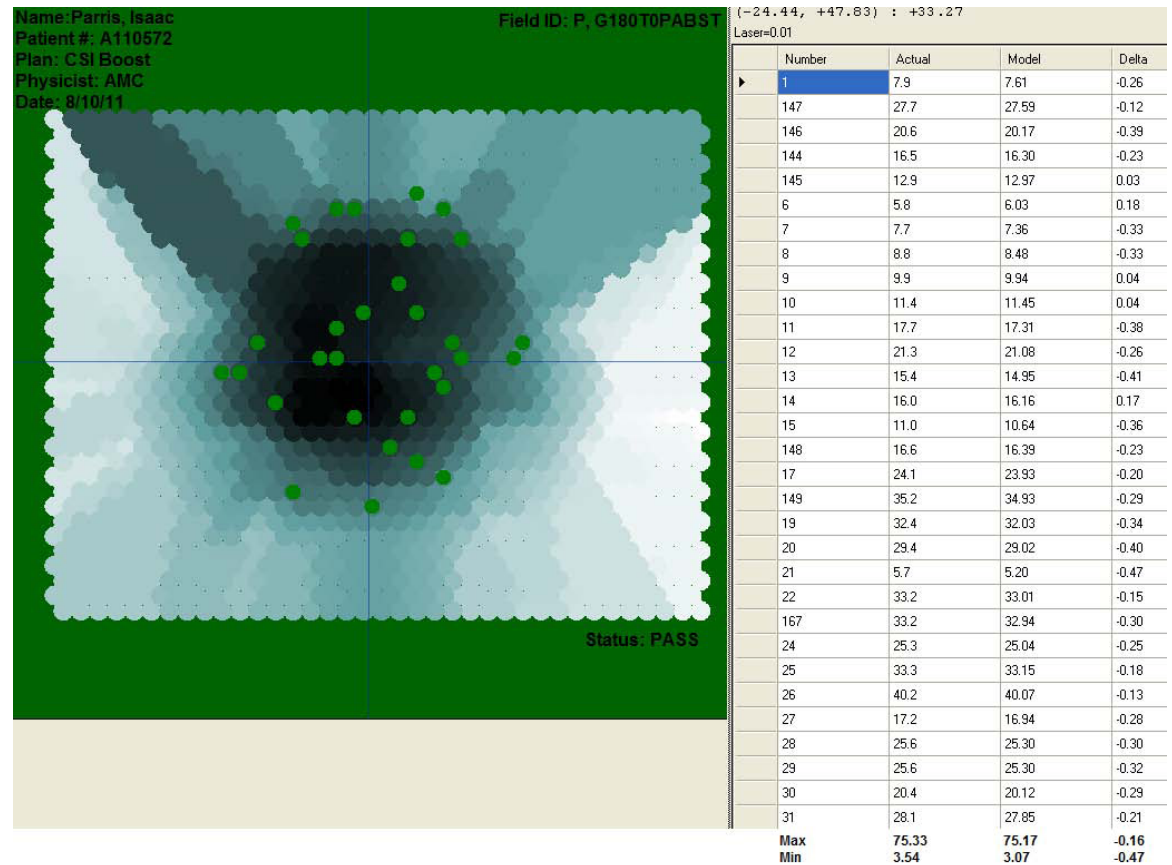 Name:Parris, Isaac
Field ID: P, G180T0PABST
Patient #: A110572
Plan: CSI Boost
Physicist: AMC
Date: 8/10/11
Status: PASS
(-24.44, +47.83) : +33.27
Laser=0.01
Number Actual Model Delta
1 7.9 7.61 -0.26
147 27.7 27.59 -0.12
146 20.6 20.17 -0.39
144 16.5 16.30 -0.23
145 12.9 12.97 0.03
6 5.8 6.03 0.18
7 7.7 7.36 -0.33
8 8.8 8.48 -0.33
9 9.9 9.94 0.04
10 11.4 11.45 0.04
11 17.7 17.31 -0.38
12 21.3 21.08 -0.26
13 15.4 14.95 -0.41
14 16.0 16.16 0.17
15 11.0 10.64 -0.36
148 16.6 16.39 -0.23
17 24.1 23.93 -0.20
149 35.2 34.93 -0.29
19 32.4 32.03 -0.34
20 29.4 29.02 -0.40
21 5.7 5.20 -0.47
22 33.2 33.01 -0.15
167 33.2 32.94 -0.30
24 25.3 25.04 -0.25
25 33.3 33.15 -0.18
26 40.2 40.07 -0.13
27 17.2 16.94 -0.28
28 25.6 25.30 -0.30
29 25.6 25.30 -0.32
30 20.4 20.12 -0.29
31 28.1 27.85 -0.21
Max 75.33 75.17 -0.16
Min 3.54 3.07 -0.47